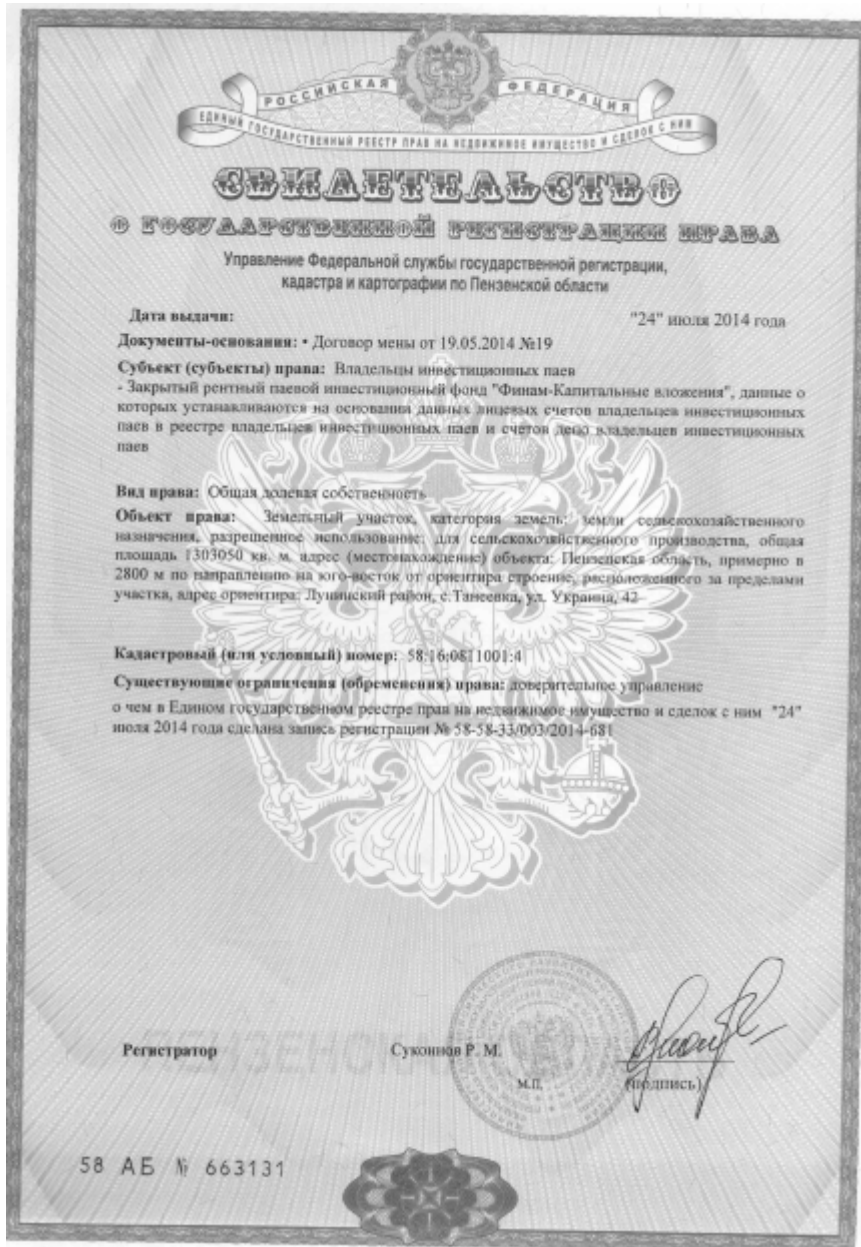 РОССИЙСКАЯ ФЕДЕРАЦИЯ
ЕДИНЫЙ ГОСУДАРСТВЕННЫЙ РЕЕСТР ПРАВ НА НЕДВИЖИМОЕ ИМУЩЕСТВО И СДЕЛОК С НИМ
СВИДЕТЕЛЬСТВО
О ГОСУДАРСТВЕННОЙ РЕГИСТРАЦИИ ПРАВА
Управление Федеральной службы государственной регистрации,
кадастра и картографии по Пензенской области
Дата выдачи: "24" июля 2014 года
Документы-основания: • Договор мены от 19.05.2014 №19
Субъект (субъекты) права: Владельцы инвестиционных паев
- Закрытый рентный паевой инвестиционный фонд "Финам-Капитальные вложения", данные о
которых устанавливаются на основании данных лицевых счетов владельцев инвестиционных
паев в реестре владельцев инвестиционных паев и счетов депо владельцев инвестиционных
паев
Вид права: Общая долевая собственность
Объект права: Земельный участок, категория земель: земли сельскохозяйственного
назначения, разрешенное использование: для сельскохозяйственного производства, общая
площадь 1303050 кв. м, адрес (местонахождение) объекта: Пензенская область, примерно в
2800 м по направлению на юго-восток от ориентира строение, расположенного за пределами
участка, адрес ориентира: Лунинский район, с.Танеевка, ул. Украина, 42
Кадастровый (или условный) номер: 58:16:0811001:4
Существующие ограничения (обременения) права: доверительное управление
о чем в Едином государственном реестре прав на недвижимое имущество и сделок с ним "24"
июля 2014 года сделана запись регистрации № 58-58-33/003/2014-681
Регистратор Суконнов Р. М.
М.П. (подпись)
58 АБ № 663131